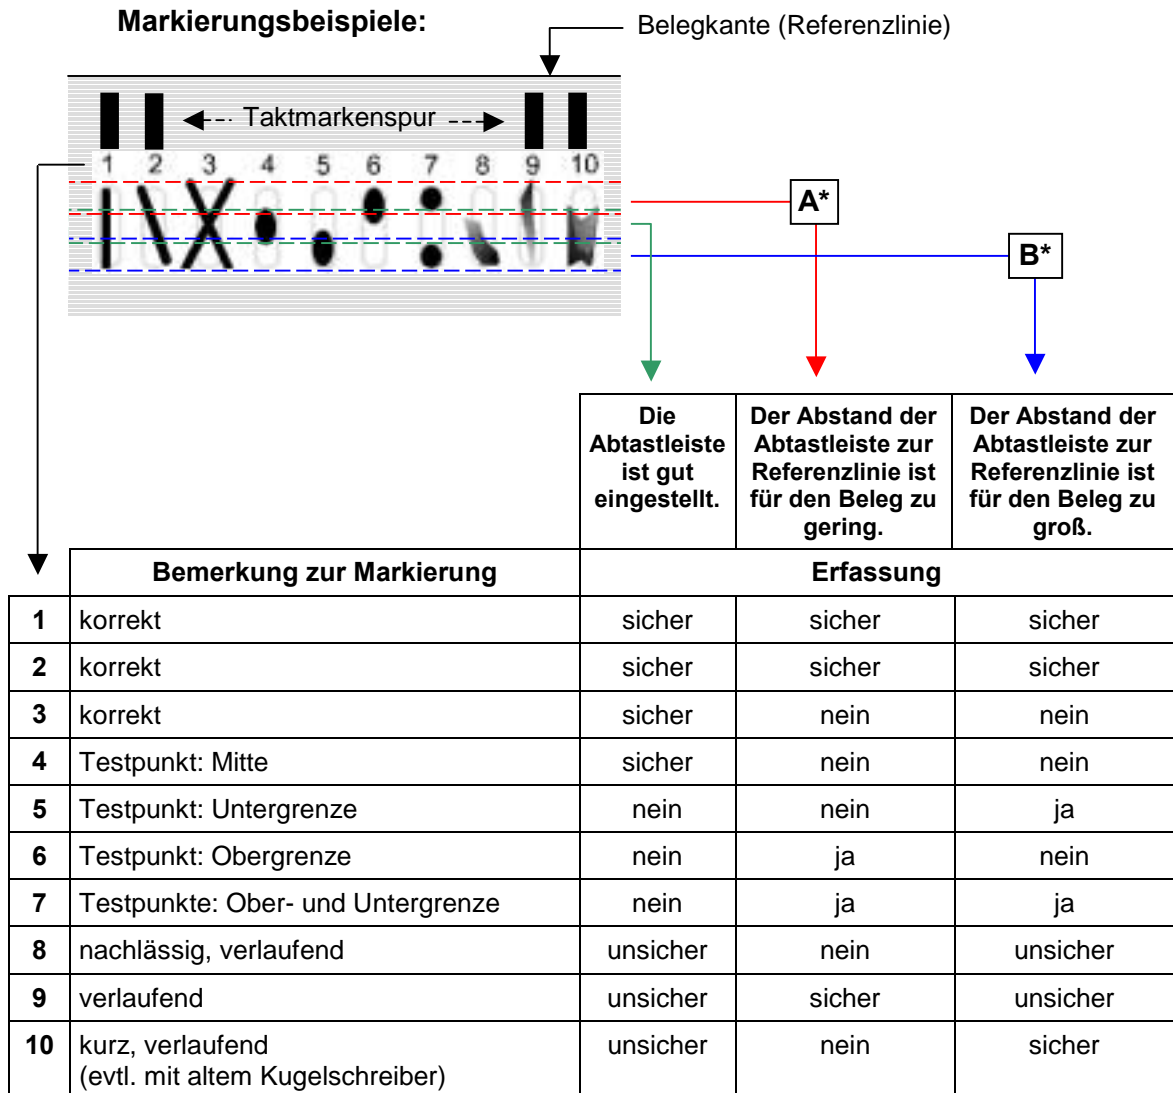 Markierungsbeispiele:
Belegkante (Referenzlinie)
Taktmarkenspur
1 2 3 4 5 6 7 8 9 10
A*
B*
Die Abtastleiste ist gut eingestellt.
Der Abstand der Abtastleiste zur Referenzlinie ist für den Beleg zu gering.
Der Abstand der Abtastleiste zur Referenzlinie ist für den Beleg zu groß.
Bemerkung zur Markierung Erfassung
1 korrekt sicher sicher sicher
2 korrekt sicher sicher sicher
3 korrekt sicher nein nein
4 Testpunkt: Mitte sicher nein nein
5 Testpunkt: Untergrenze nein nein ja
6 Testpunkt: Obergrenze nein ja nein
7 Testpunkte: Ober- und Untergrenze nein ja ja
8 nachlässig, verlaufend unsicher nein unsicher
9 verlaufend unsicher sicher unsicher
10 kurz, verlaufend unsicher nein sicher
(evtl. mit altem Kugelschreiber)